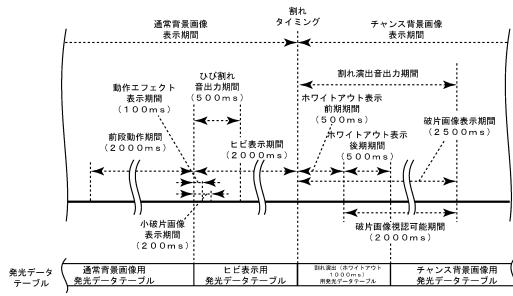 通常背景画像
表示期間
割れ
タイミング
チャンス背景画像
表示期間
ひび割れ
音出力期間
(500ms)
割れ演出音出力期間
動作エフェクト
表示期間
(100ms)
ホワイトアウト表示
前期期間
(500ms)
破片画像表示期間
(2500ms)
前段動作期間
(2000ms)
ヒビ表示期間
(2000ms)
ホワイトアウト表示
後期期間
(500ms)
小破片画像
表示期間
(200ms)
破片画像視認可能期間
(2000ms)
発光データ
テーブル
通常背景画像用
発光データテーブル
ヒビ表示用
発光データテーブル
割れ演出(ホワイトアウト
1000ms)
用発光データテーブル
チャンス背景画像用
発光データテーブル